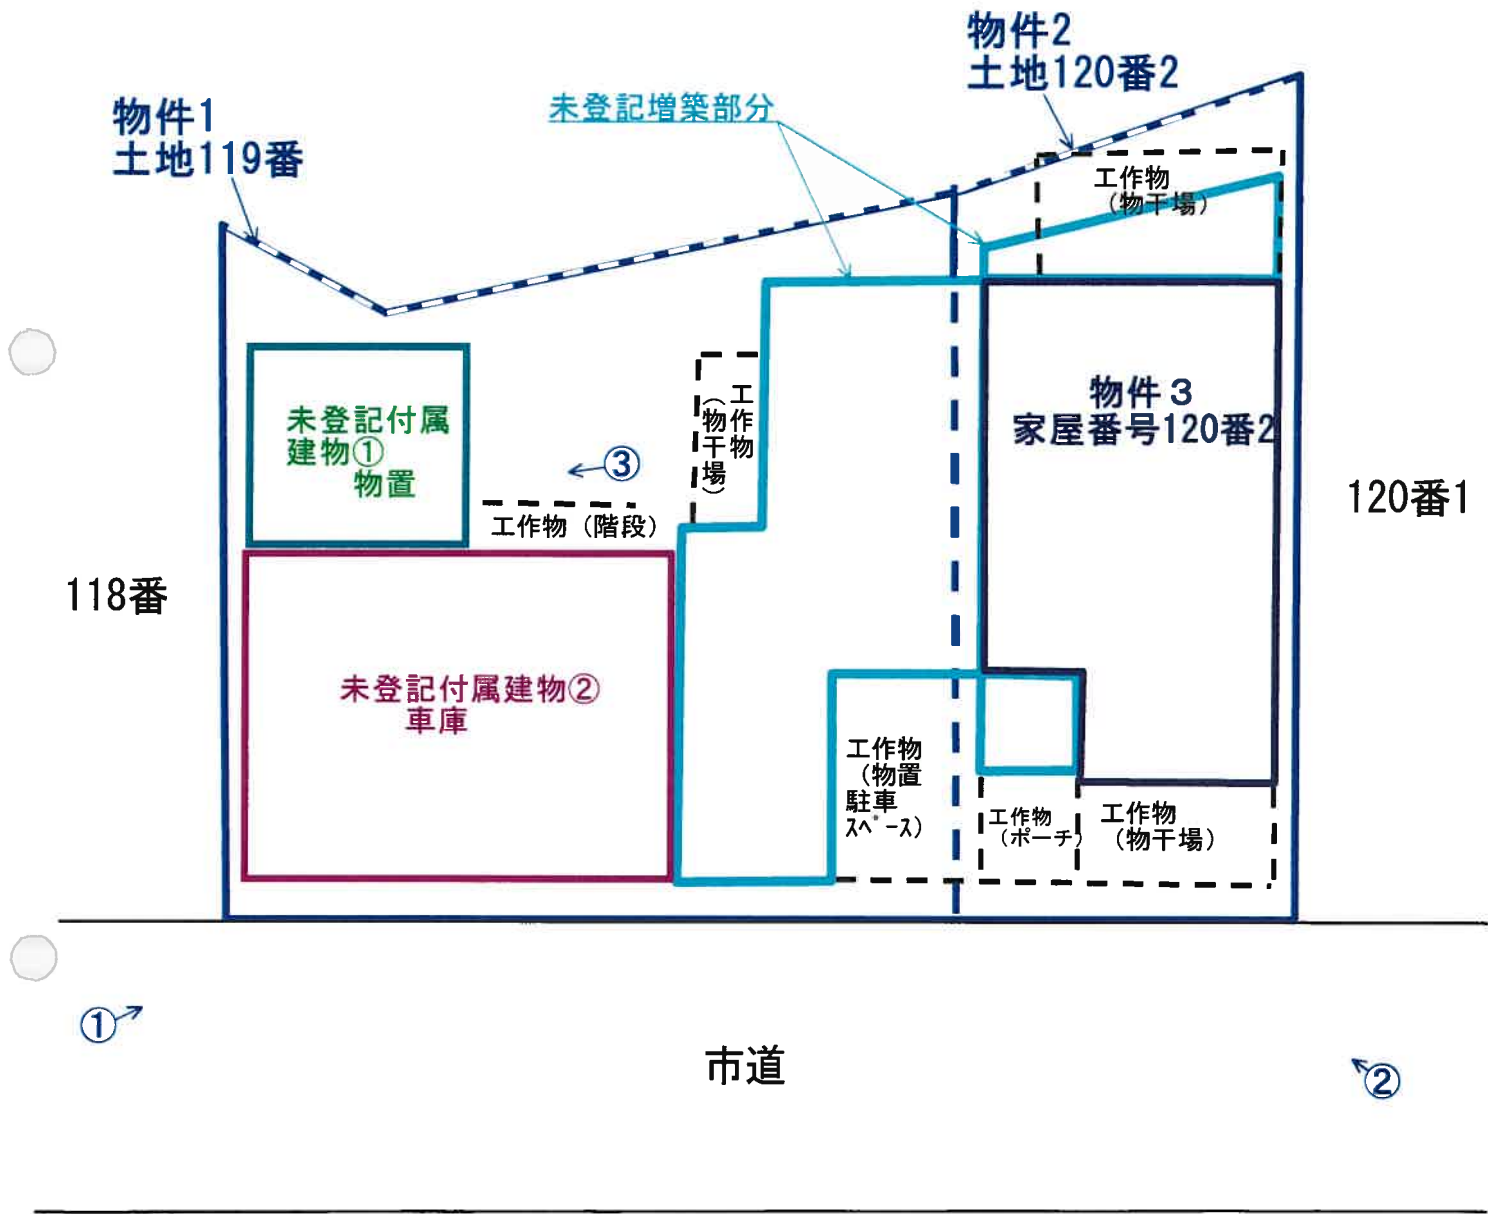 物件2
土地120番2
物件1
土地119番
未登記増築部分
工作物
（物干場）
物件３
家屋番号120番2
工作物
（物干場）
未登記付属
建物①
物置
③
工作物（階段）
120番1
118番
未登記付属建物②
車庫
工作物
（物置
駐車
ｽﾍﾟｰｽ）
工作物
（ポーチ）
工作物
（物干場）
①
市道
②